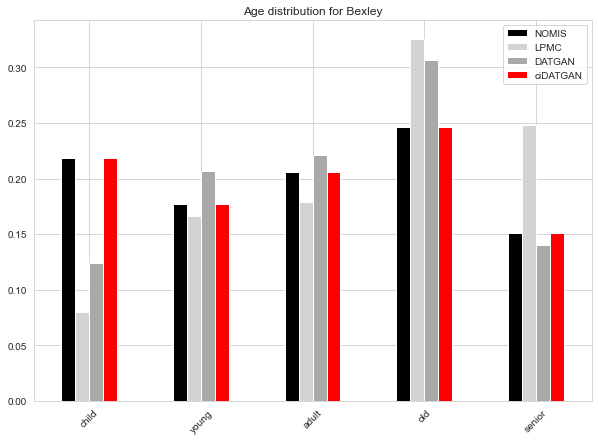 Age distribution for Bexley
NOMIS
LPMC
DATGAN
ciDATGAN
0.30
0.25
0.20
0.15
0.10
0.05
0.00
child
young
adult
old
senior